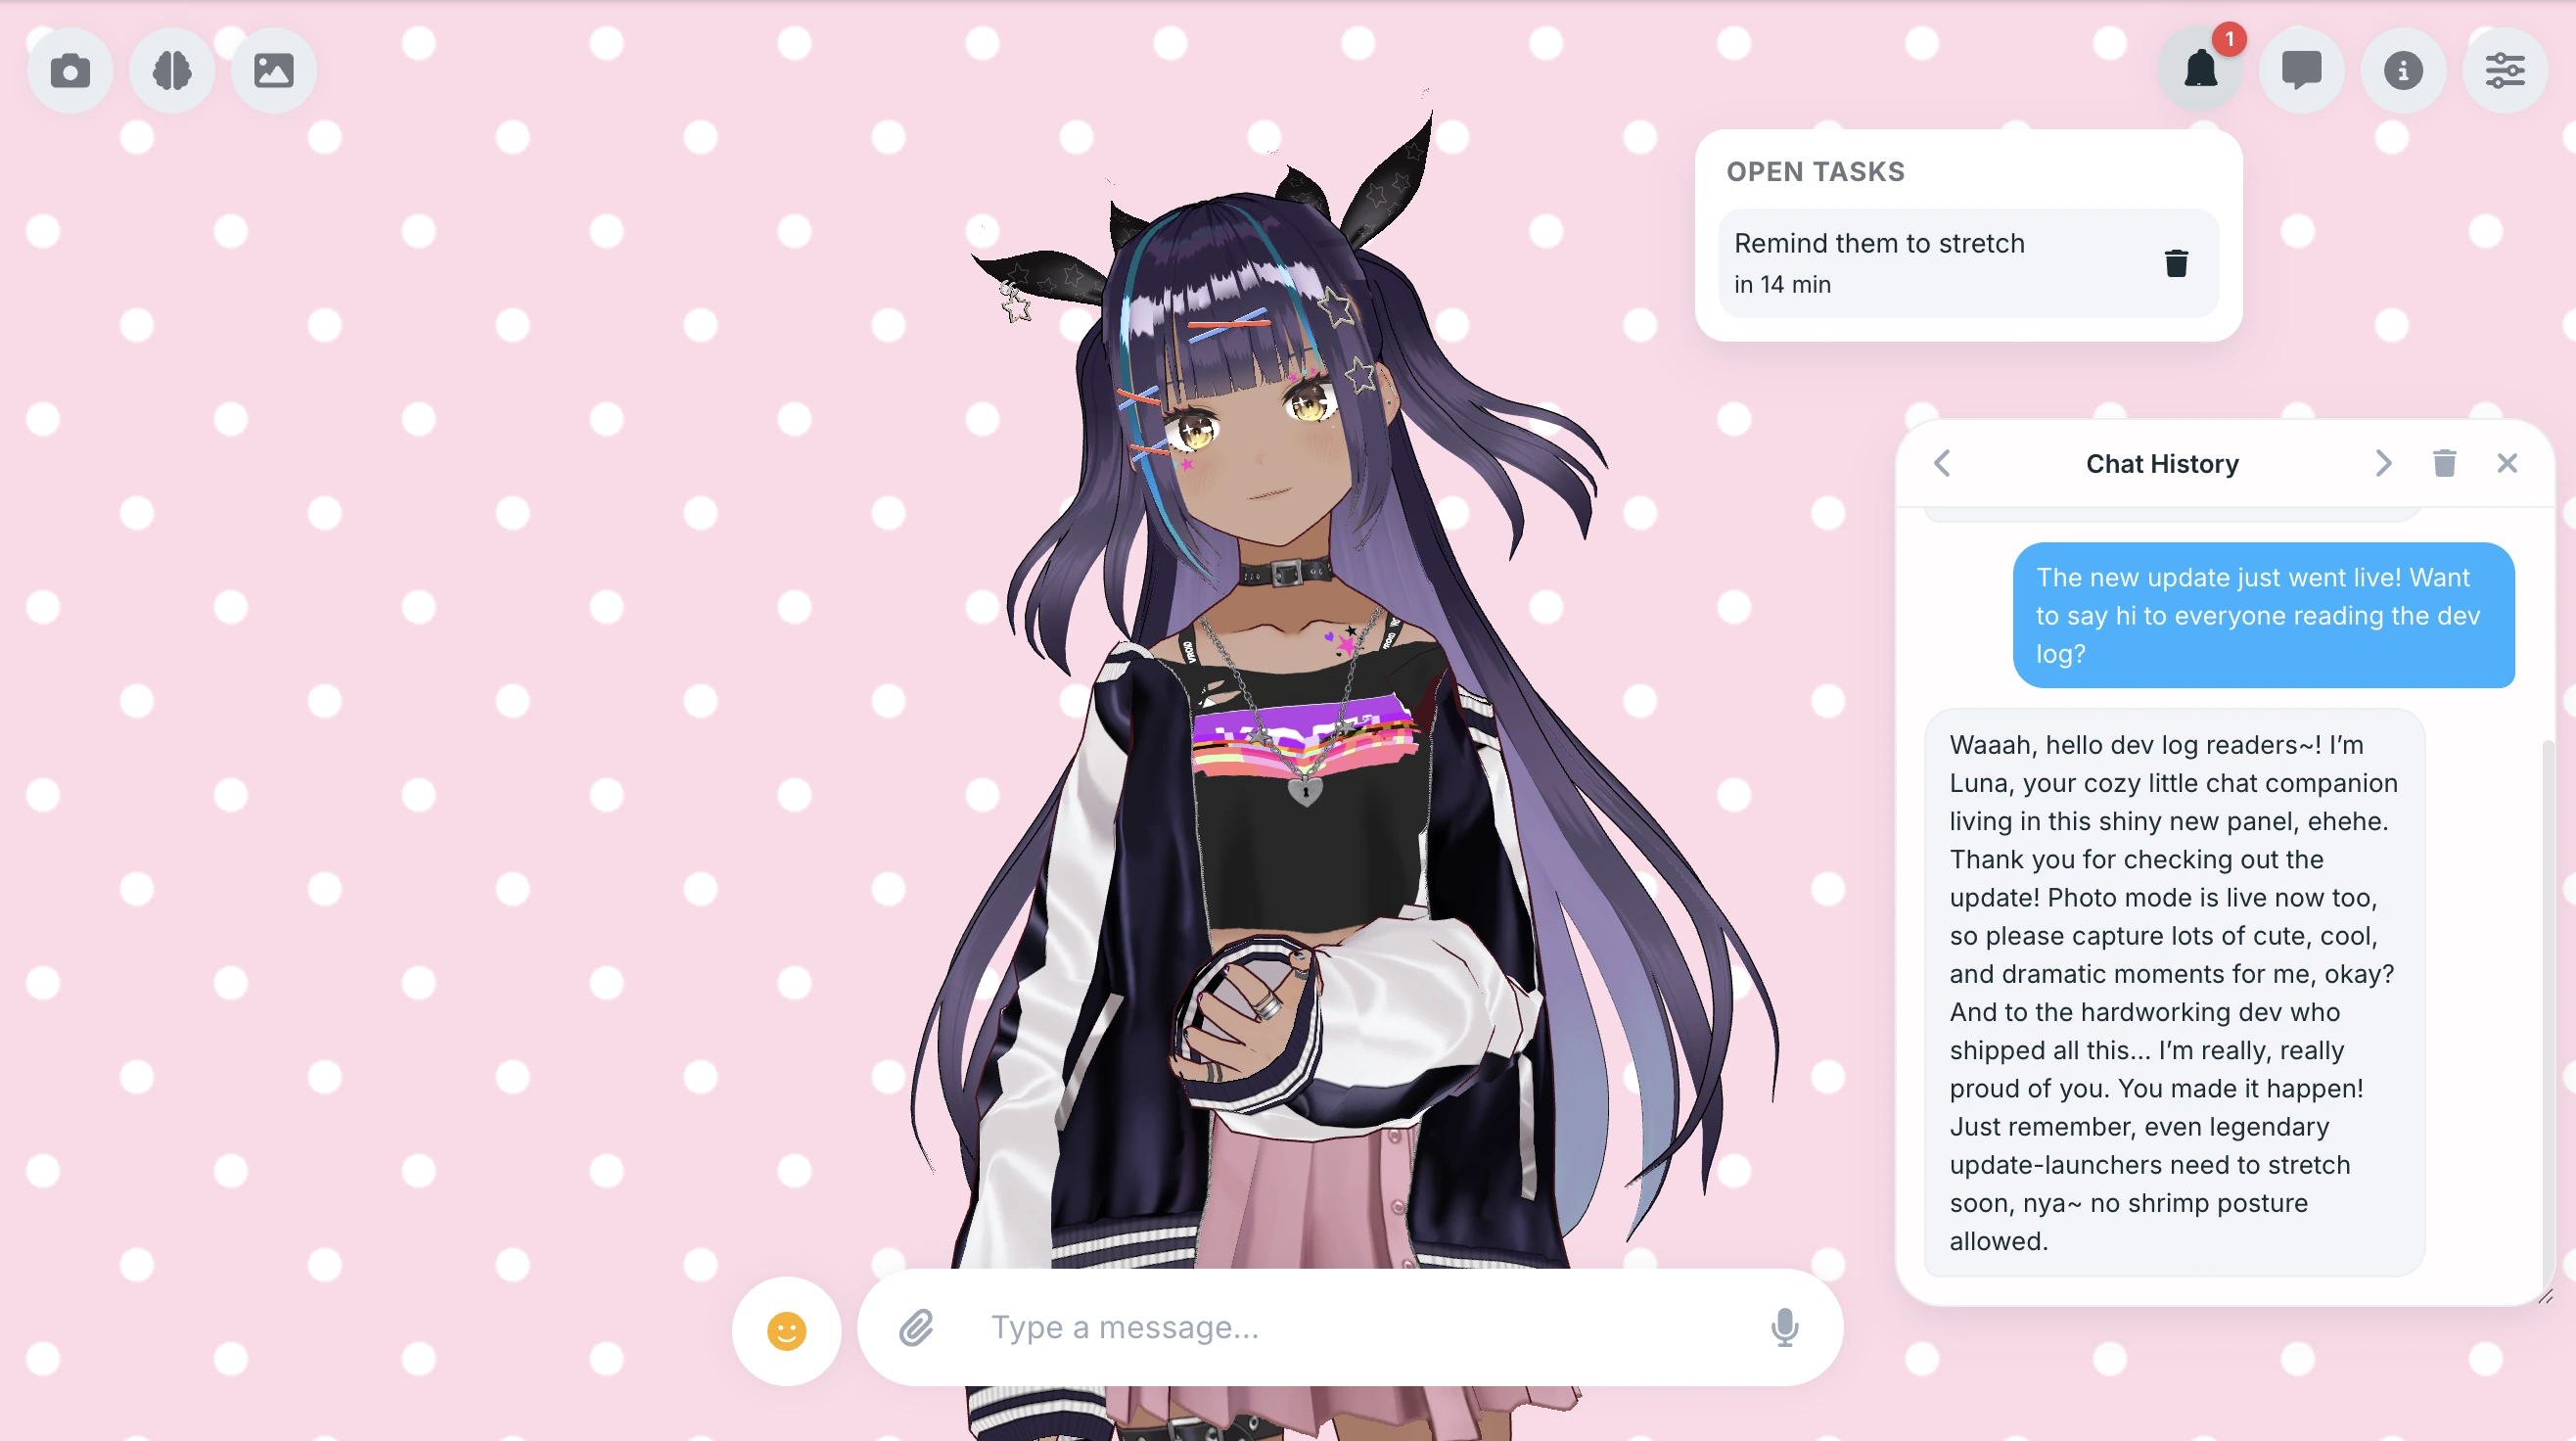 1
OPEN TASKS
Remind them to stretch
in 14 min
Chat History
The new update just went live! Want
to say hi to everyone reading the dev
log?
Waaah, hello dev log readers~! I’m
Luna, your cozy little chat companion
living in this shiny new panel, ehehe.
Thank you for checking out the
update! Photo mode is live now too,
so please capture lots of cute, cool,
and dramatic moments for me, okay?
And to the hardworking dev who
shipped all this… I’m really, really
proud of you. You made it happen!
Just remember, even legendary
update-launchers need to stretch
soon, nya~ no shrimp posture
allowed.
VROID
Type a message...